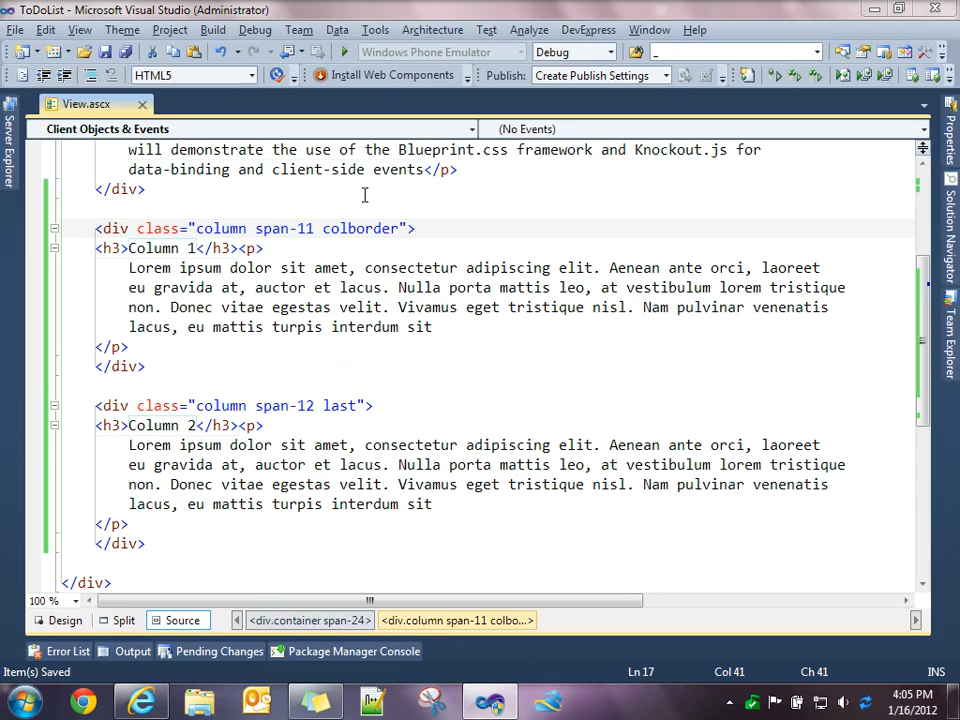 ToDoList - Microsoft Visual Studio (Administrator)
File Edit View Theme Project Build Debug Team Data Tools Architecture Test Analyze DevExpress Window Help
Windows Phone Emulator Debug _
HTML5 Install Web Components Publish: Create Publish Settings
View.ascx
Client Objects & Events (No Events)
will demonstrate the use of the Blueprint.css framework and Knockout.js for
data-binding and client-side events</p>
</div>
<div class="column span-11 colborder">
<h3>Column 1</h3><p>
Lorem ipsum dolor sit amet, consectetur adipiscing elit. Aenean ante orci, laoreet
eu gravida at, auctor et lacus. Nulla porta mattis leo, at vestibulum lorem tristique
non. Donec vitae egestas velit. Vivamus eget tristique nisl. Nam pulvinar venenatis
lacus, eu mattis turpis interdum sit
</p>
</div>
<div class="column span-12 last">
<h3>Column 2</h3><p>
Lorem ipsum dolor sit amet, consectetur adipiscing elit. Aenean ante orci, laoreet
eu gravida at, auctor et lacus. Nulla porta mattis leo, at vestibulum lorem tristique
non. Donec vitae egestas velit. Vivamus eget tristique nisl. Nam pulvinar venenatis
lacus, eu mattis turpis interdum sit
</p>
</div>
</div>
Server Explorer
Properties
Solution Navigator
Team Explorer
100 %
Design Split Source <div.container span-24> <div.column span-11 colbo...>
Error List Output Pending Changes Package Manager Console
Item(s) Saved Ln 17 Col 41 Ch 41 INS
4:05 PM
1/16/2012